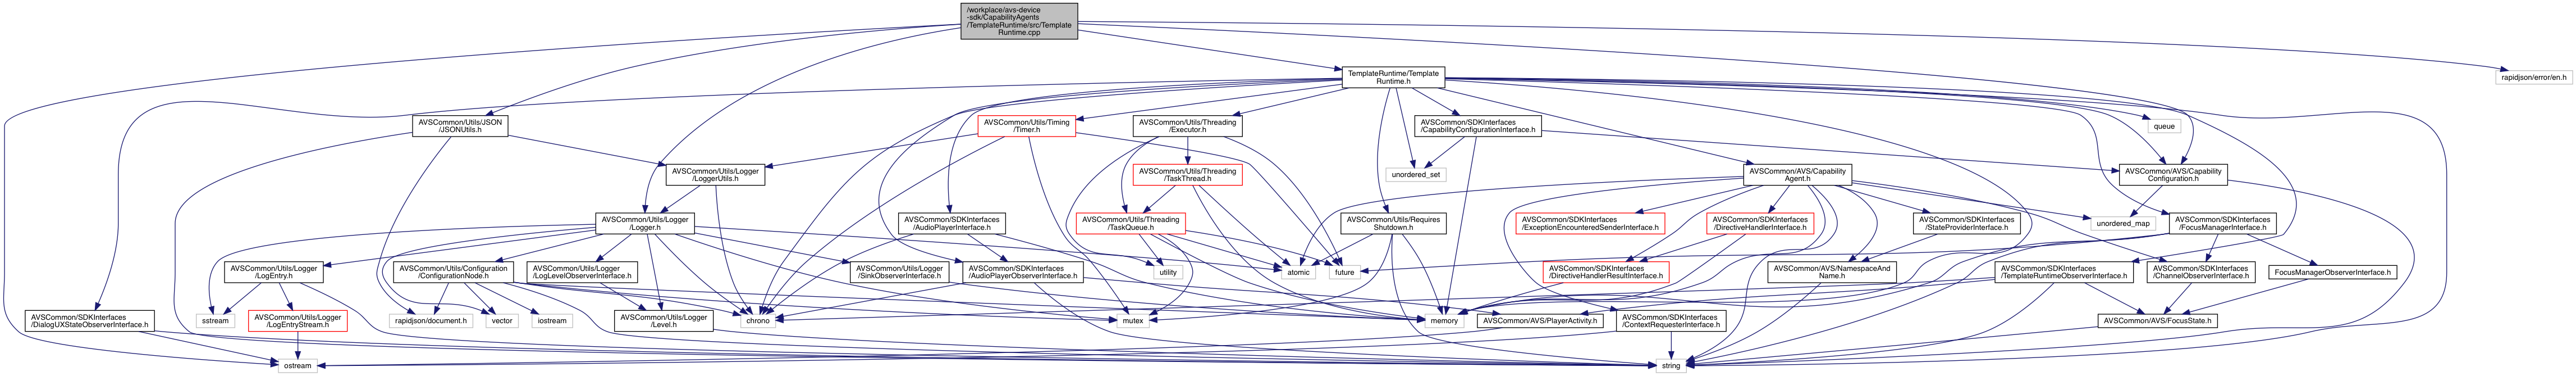 /workplace/avs-device
-sdk/CapabilityAgents
/TemplateRuntime/src/Template
Runtime.cpp
TemplateRuntime/Template
Runtime.h
rapidjson/error/en.h
AVSCommon/Utils/JSON
/JSONUtils.h
AVSCommon/Utils/Timing
/Timer.h
AVSCommon/Utils/Threading
/Executor.h
AVSCommon/SDKInterfaces
/CapabilityConfigurationInterface.h
queue
AVSCommon/Utils/Logger
/LoggerUtils.h
AVSCommon/Utils/Threading
/TaskThread.h
unordered_set
AVSCommon/AVS/Capability
Agent.h
AVSCommon/AVS/Capability
Configuration.h
AVSCommon/Utils/Logger
/Logger.h
AVSCommon/SDKInterfaces
/AudioPlayerInterface.h
AVSCommon/Utils/Threading
/TaskQueue.h
AVSCommon/Utils/Requires
Shutdown.h
AVSCommon/SDKInterfaces
/ExceptionEncounteredSenderInterface.h
AVSCommon/SDKInterfaces
/DirectiveHandlerInterface.h
AVSCommon/SDKInterfaces
/StateProviderInterface.h
unordered_map
AVSCommon/SDKInterfaces
/FocusManagerInterface.h
AVSCommon/Utils/Logger
/LogEntry.h
AVSCommon/Utils/Configuration
/ConfigurationNode.h
AVSCommon/Utils/Logger
/LogLevelObserverInterface.h
AVSCommon/Utils/Logger
/SinkObserverInterface.h
AVSCommon/SDKInterfaces
/AudioPlayerObserverInterface.h
utility
atomic
future
AVSCommon/SDKInterfaces
/DirectiveHandlerResultInterface.h
AVSCommon/AVS/NamespaceAnd
Name.h
AVSCommon/SDKInterfaces
/TemplateRuntimeObserverInterface.h
AVSCommon/SDKInterfaces
/ChannelObserverInterface.h
FocusManagerObserverInterface.h
AVSCommon/SDKInterfaces
/DialogUXStateObserverInterface.h
sstream
AVSCommon/Utils/Logger
/LogEntryStream.h
rapidjson/document.h
vector
iostream
AVSCommon/Utils/Logger
/Level.h
chrono
mutex
memory
AVSCommon/AVS/PlayerActivity.h
AVSCommon/SDKInterfaces
/ContextRequesterInterface.h
AVSCommon/AVS/FocusState.h
ostream
string